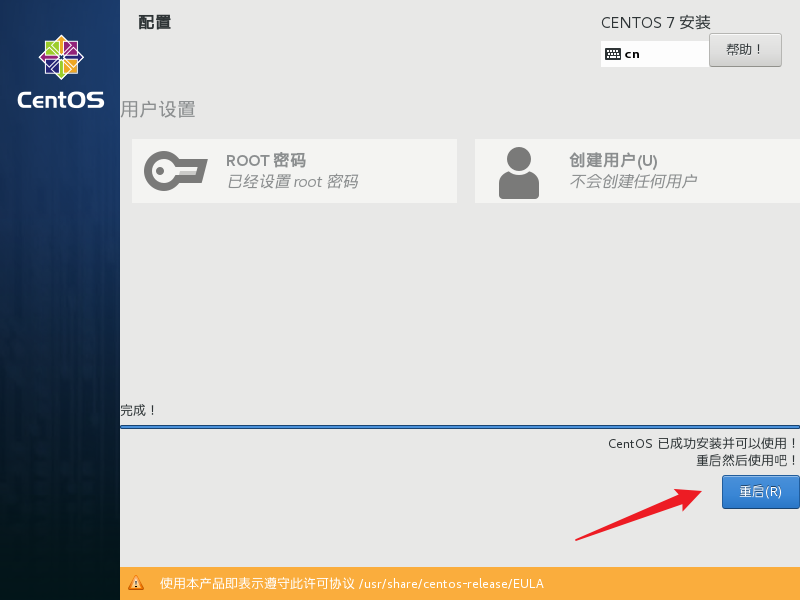 配置
CENTOS 7 安装
cn
帮助！
CentOS
用户设置
ROOT 密码
已经设置 root 密码
创建用户(U)
不会创建任何用户
完成！
CentOS 已成功安装并可以使用！
重启然后使用吧！
重启(R)
使用本产品即表示遵守此许可协议 /usr/share/centos-release/EULA